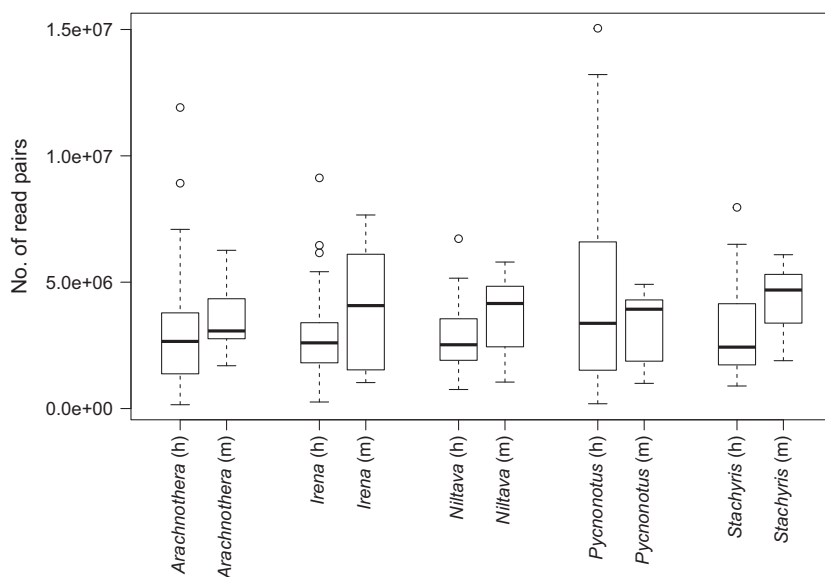 No. of read pairs
1.5e+07
1.0e+07
5.0e+06
0.0e+00
Arachnothera (h)
Arachnothera (m)
Irena (h)
Irena (m)
Niltava (h)
Niltava (m)
Pycnonotus (h)
Pycnonotus (m)
Stachyris (h)
Stachyris (m)